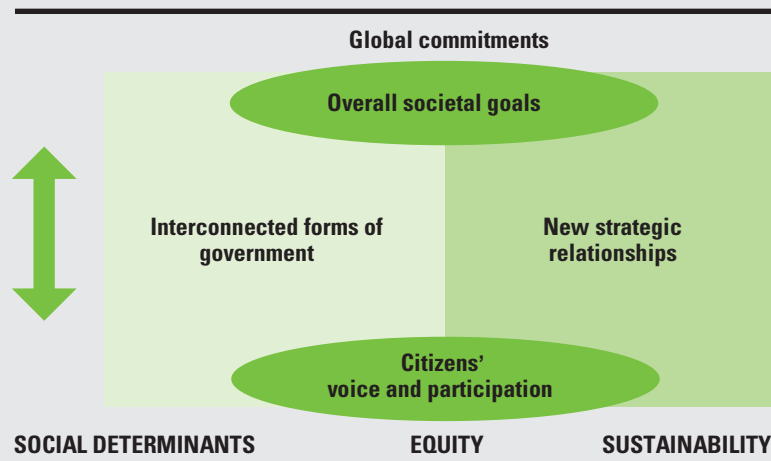 Global commitments
Overall societal goals
Interconnected forms of
government
New strategic
relationships
Citizens’
voice and participation
SOCIAL DETERMINANTS EQUITY SUSTAINABILITY